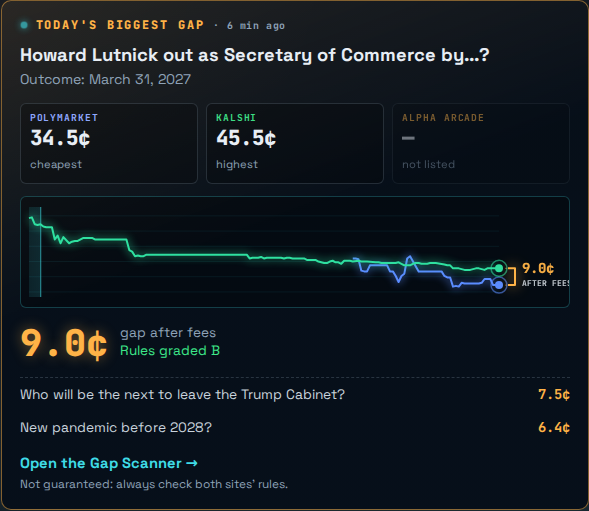 TODAY'S BIGGEST GAP · 6 min ago
Howard Lutnick out as Secretary of Commerce by…?
Outcome: March 31, 2027
POLYMARKET
34.5¢
cheapest
KALSHI
45.5¢
highest
ALPHA ARCADE
—
not listed
9.0¢
AFTER FEES
9.0¢
gap after fees
Rules graded B
Who will be the next to leave the Trump Cabinet? 7.5¢
New pandemic before 2028? 6.4¢
Open the Gap Scanner →
Not guaranteed: always check both sites' rules.